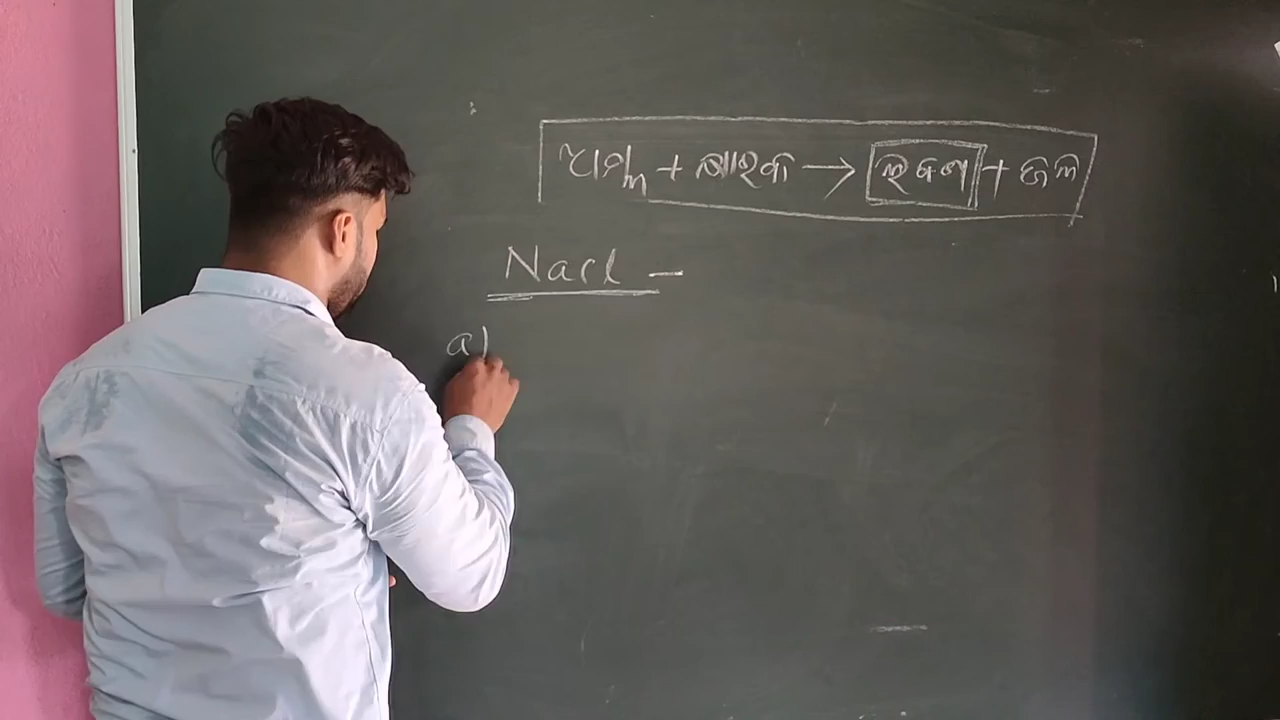 ଅମ୍ଳ + କ୍ଷାରକ → ଲବଣ + ଜଳ
Nacl –
a)